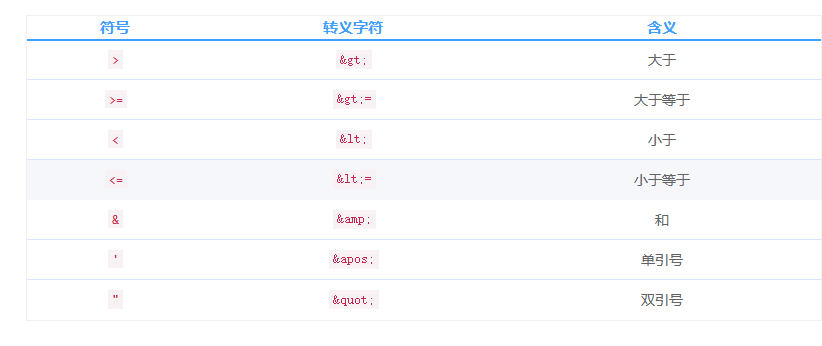 符号 转义字符 含义
> &gt; 大于
>= &gt;= 大于等于
< &lt; 小于
<= &lt;= 小于等于
& &amp; 和
' &apos; 单引号
" &quot; 双引号